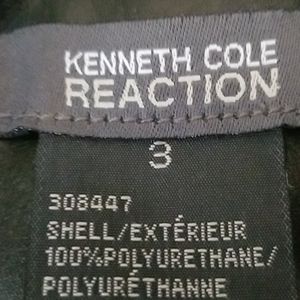 KENNETH COLE
REACTION
3
308447
SHELL/EXTÉRIEUR
100%POLYURETHANE/
POLYURÉTHANNE